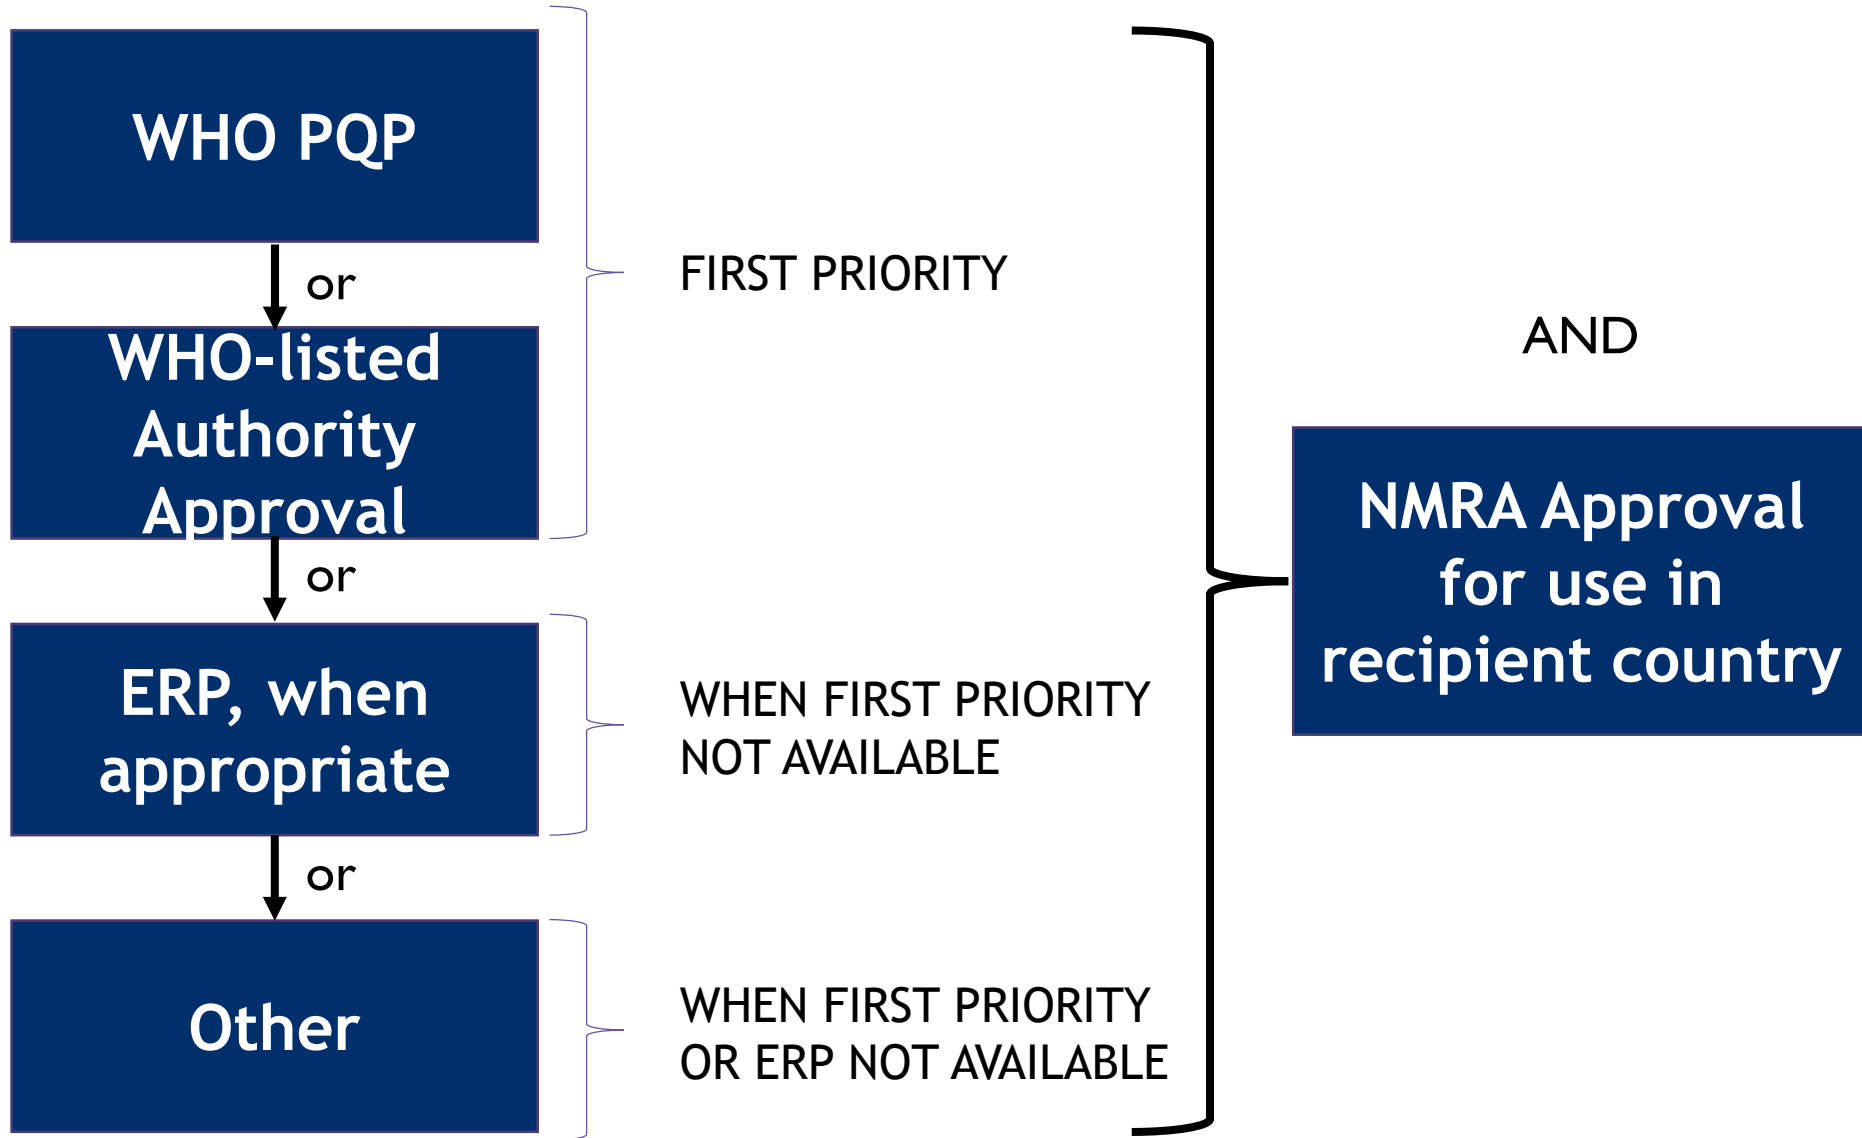 WHO PQP
or
WHO-listed
Authority
Approval
or
ERP, when
appropriate
or
Other
FIRST PRIORITY
WHEN FIRST PRIORITY
NOT AVAILABLE
WHEN FIRST PRIORITY
OR ERP NOT AVAILABLE
AND
NMRA Approval
for use in
recipient country